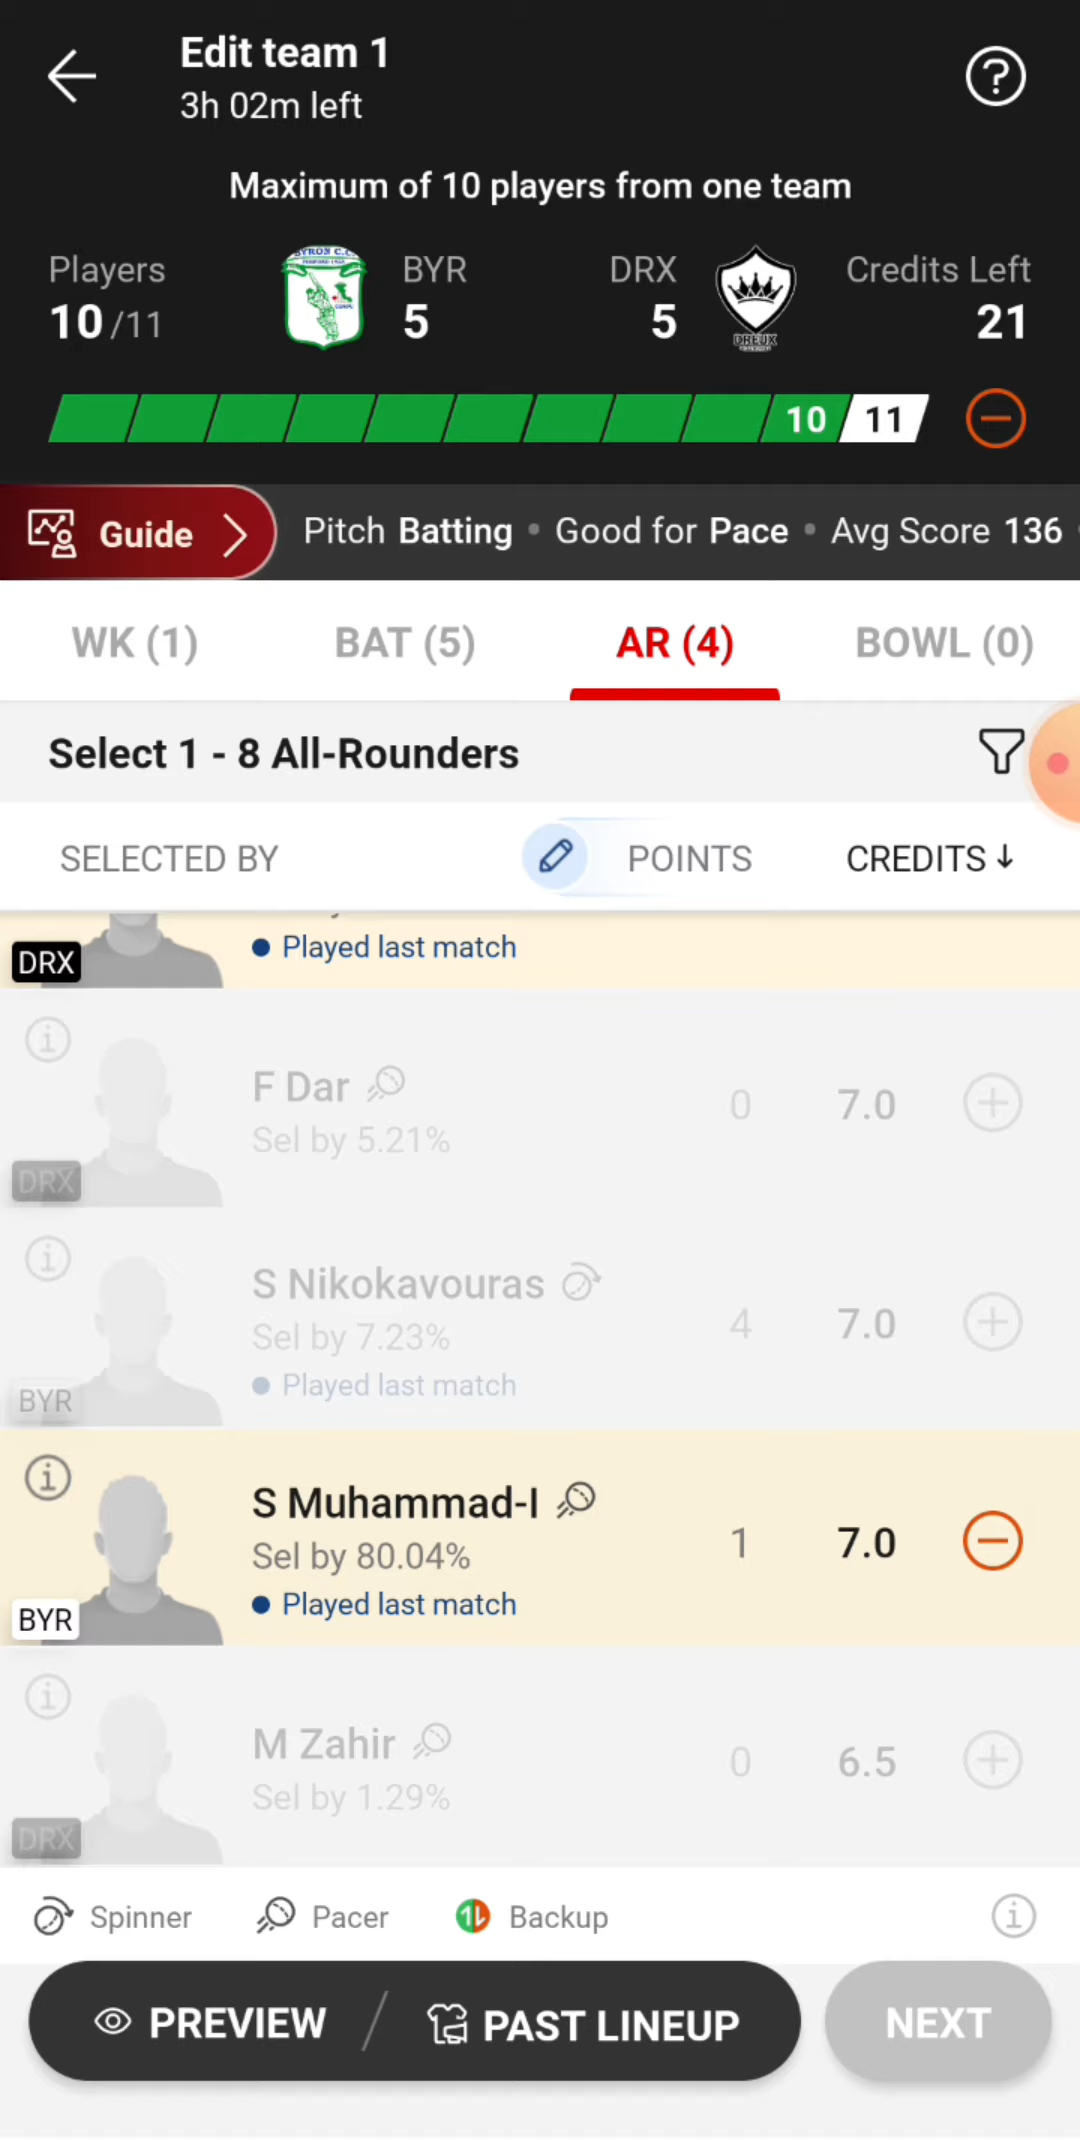 Edit team 1
3h 02m left
Maximum of 10 players from one team
Players
10/11
BYR
5
DRX
5
Credits Left
21
DREUX
10
11
Guide
Pitch Batting • Good for Pace • Avg Score 136
WK (1)
BAT (5)
AR (4)
BOWL (0)
Select 1 - 8 All-Rounders
SELECTED BY
POINTS
CREDITS ↓
Played last match
DRX
F Dar
Sel by 5.21%
0
7.0
DRX
S Nikokavouras
Sel by 7.23%
Played last match
4
7.0
BYR
S Muhammad-I
Sel by 80.04%
Played last match
1
7.0
BYR
M Zahir
Sel by 1.29%
0
6.5
DRX
Spinner
Pacer
Backup
PREVIEW
PAST LINEUP
NEXT